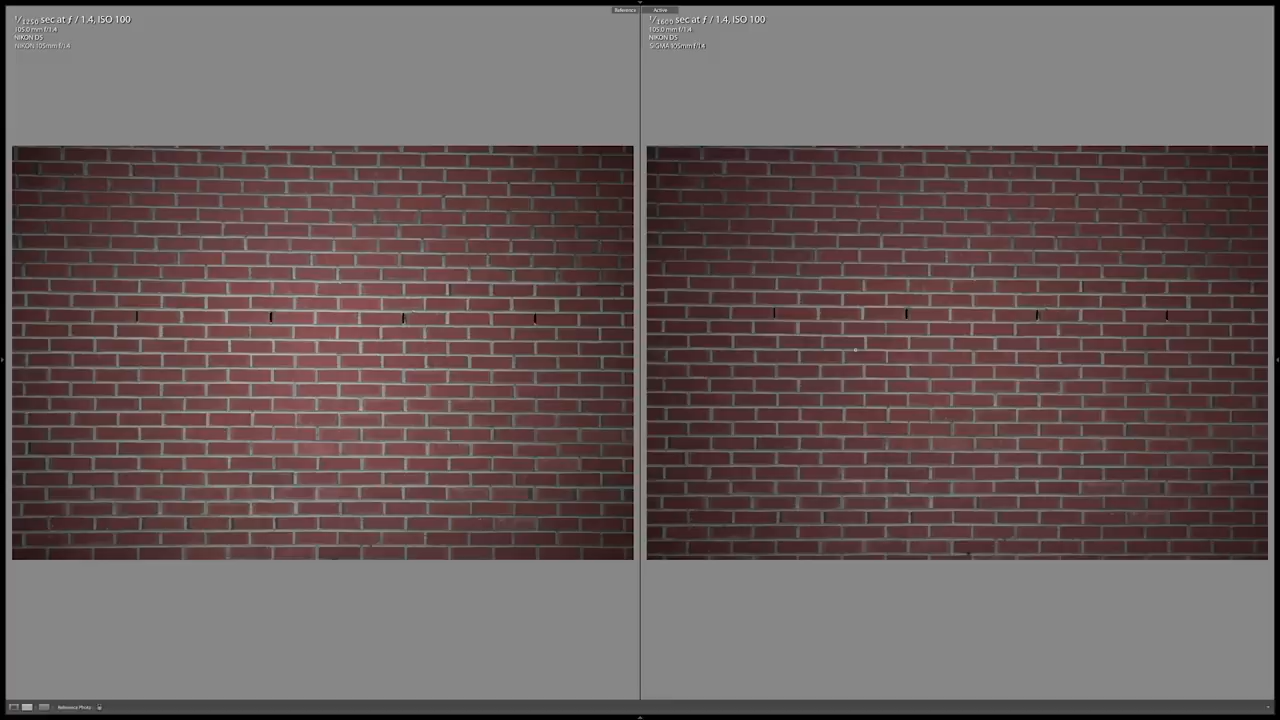 1/1250 sec at ƒ / 1.4, ISO 100
105.0 mm f/1.4
NIKON D5
NIKON 105mm f/1.4
Reference
Active
1/1600 sec at ƒ / 1.4, ISO 100
105.0 mm f/1.4
NIKON D5
SIGMA 105mm f/1.4
Reference Photo: